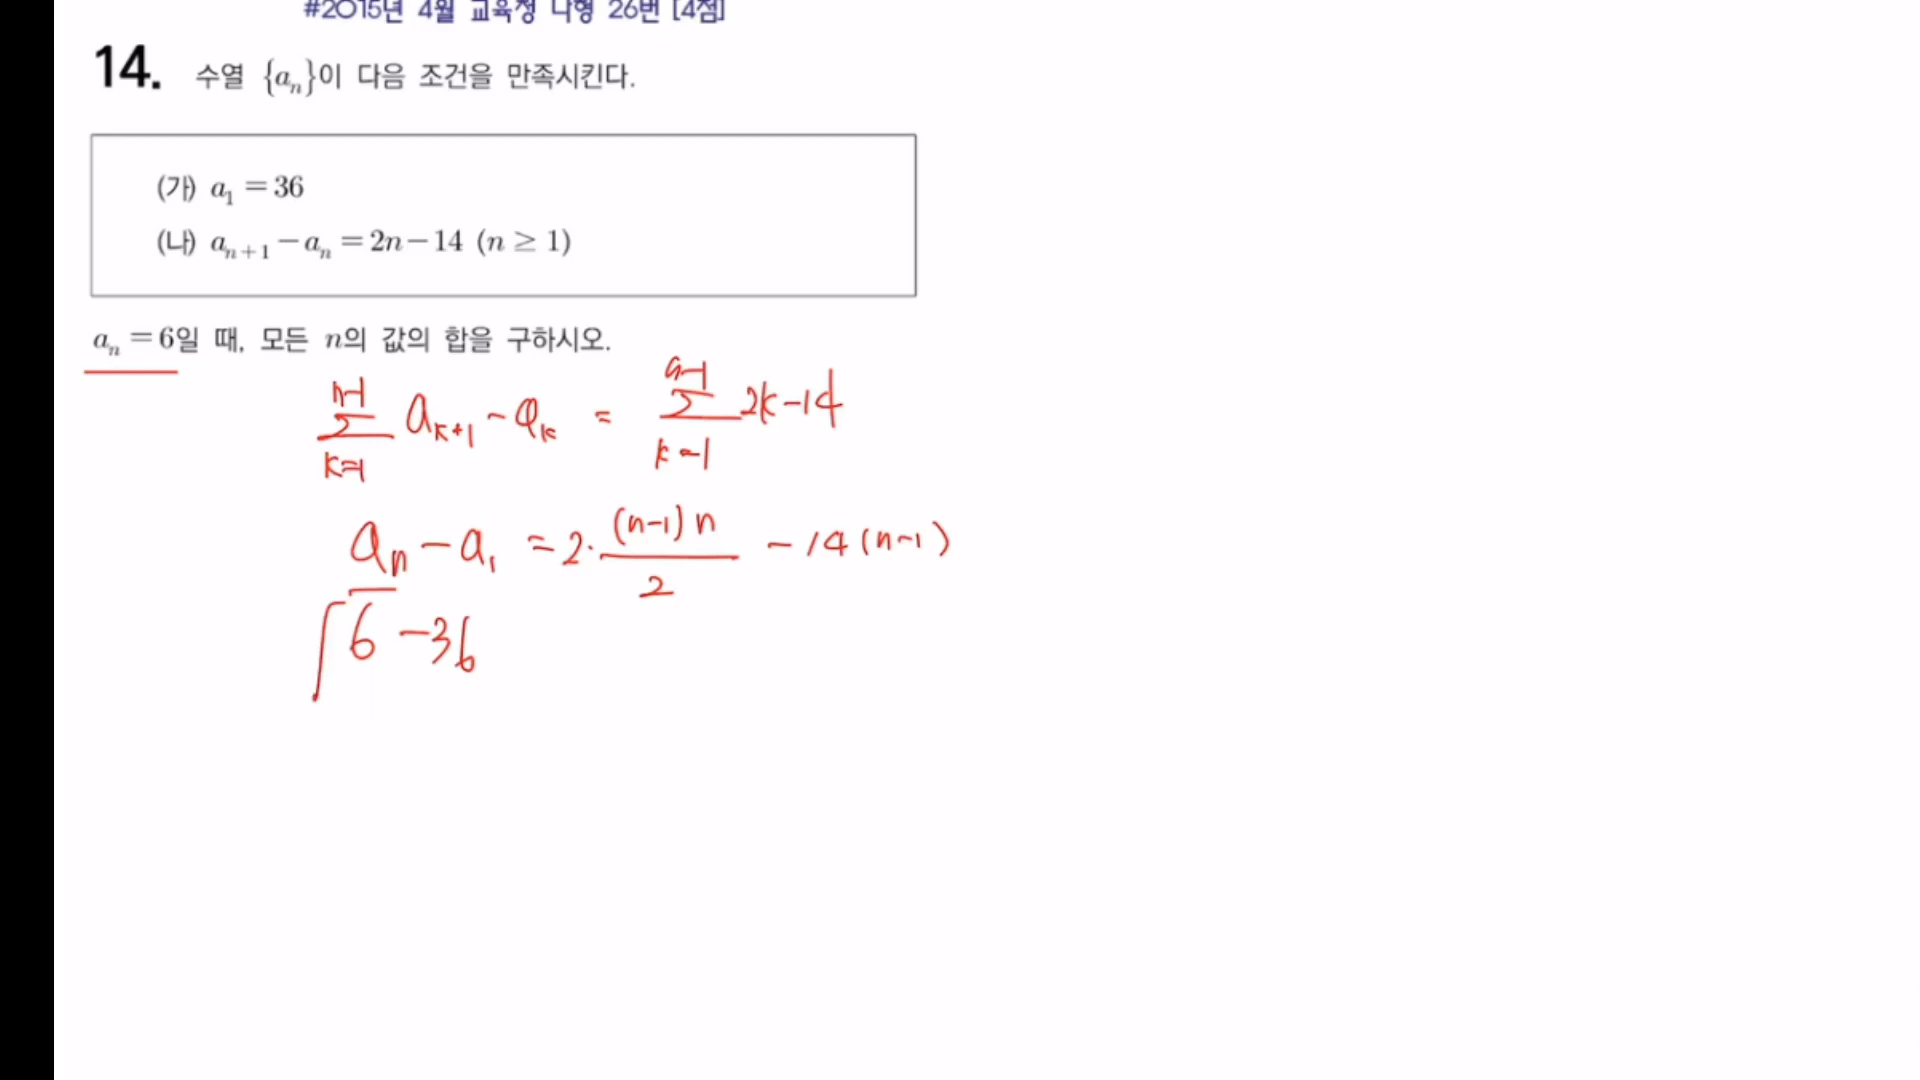 #2015년 4월 교육청 나형 26번 [4점]
14. 수열 {aₙ}이 다음 조건을 만족시킨다.
(가) a₁ = 36
(나) aₙ₊₁ − aₙ = 2n − 14 (n ≥ 1)
aₙ = 6일 때, 모든 n의 값의 합을 구하시오.
n-1 Σ k=1 aₖ₊₁ - aₖ = n-1 Σ k=1 2k-14
aₙ - a₁ = 2· (n-1)n / 2 - 14(n-1)
6 - 36